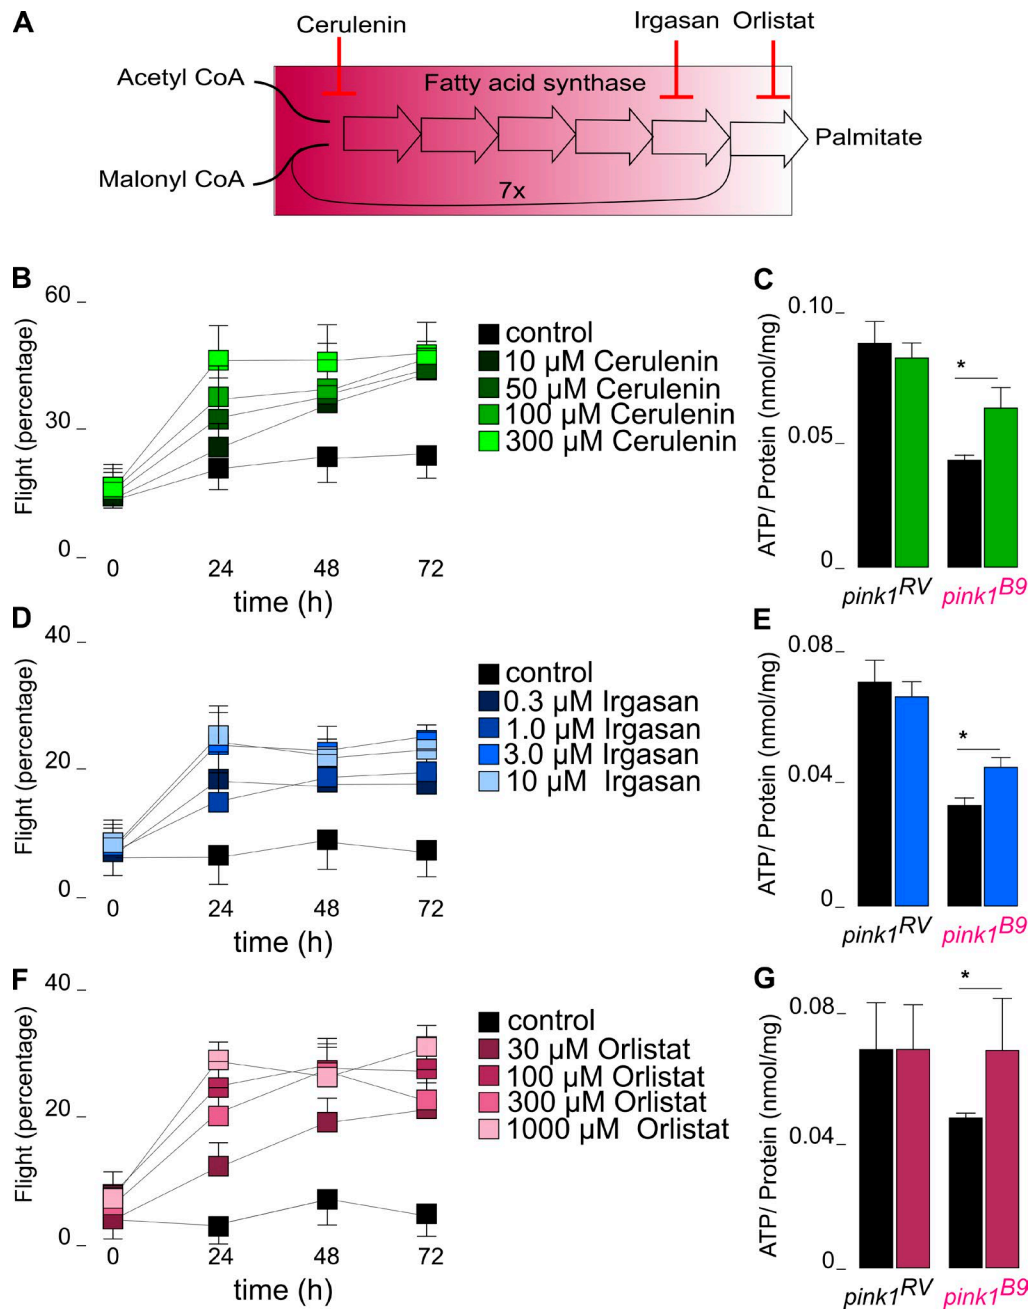 A
Cerulenin
Irgasan Orlistat
Acetyl CoA
Fatty acid synthase
Palmitate
Malonyl CoA
7x
B
60
30
0
Flight (percentage)
0 24 48 72
time (h)
control
10 µM Cerulenin
50 µM Cerulenin
100 µM Cerulenin
300 µM Cerulenin
C
0.10
0.05
0
ATP/ Protein (nmol/mg)
*
pink1RV pink1B9
D
40
20
0
Flight (percentage)
0 24 48 72
time (h)
control
0.3 µM Irgasan
1.0 µM Irgasan
3.0 µM Irgasan
10 µM Irgasan
E
0.08
0.04
0
ATP/ Protein (nmol/mg)
*
pink1RV pink1B9
F
40
20
0
Flight (percentage)
0 24 48 72
time (h)
control
30 µM Orlistat
100 µM Orlistat
300 µM Orlistat
1000 µM Orlistat
G
0.08
0.04
0
ATP/ Protein (nmol/mg)
*
pink1RV pink1B9